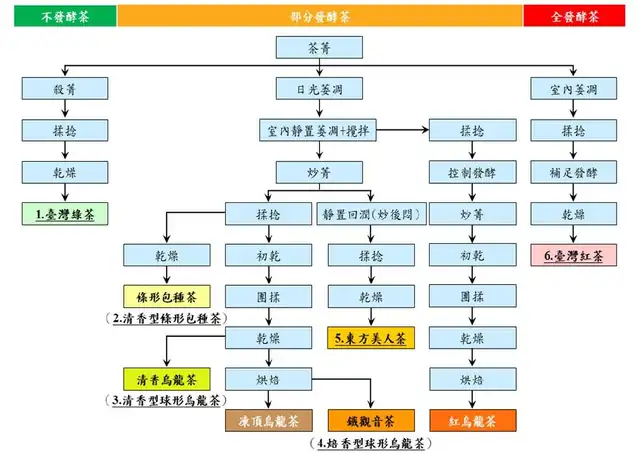 不發酵茶
部分發酵茶
全發酵茶
茶菁
殺菁
日光萎凋
室內萎凋
揉捻
室內靜置萎凋+攪拌
揉捻
揉捻
乾燥
炒菁
控制發酵
補足發酵
1.臺灣綠茶
揉捻
靜置回潤(炒後悶)
炒菁
乾燥
乾燥
初乾
揉捻
初乾
6.臺灣紅茶
條形包種茶
團揉
乾燥
團揉
(2.清香型條形包種茶)
乾燥
5.東方美人茶
乾燥
清香烏龍茶
烘焙
烘焙
(3.清香型球形烏龍茶)
凍頂烏龍茶
鐵觀音茶
紅烏龍茶
(4.焙香型球形烏龍茶)